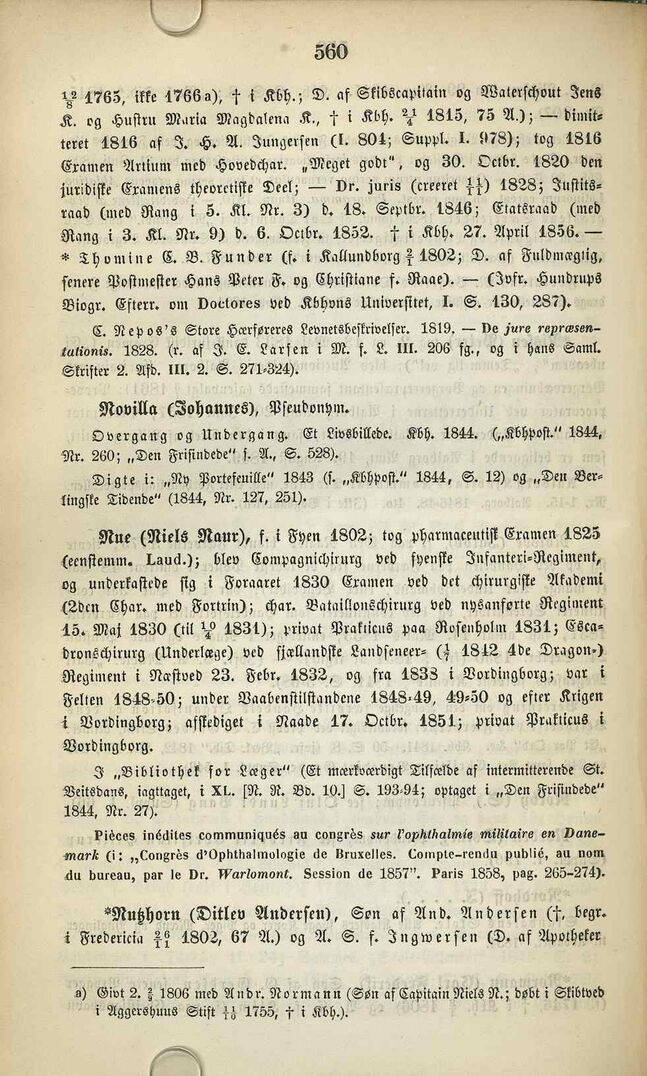 560
12/8 1765, ikke 1766a), † i Kbh.; D. af Skibscapitain og Waterschout Jens
K. og Hustru Maria Magdalena K., † i Kbh. 21/4 1815, 75 A.); — dimit-
teret 1816 af J. H. A. Jungersen (I. 804; Suppl. I. 978); tog 1816
Examen Artium med Hovedchar. „Meget godt“, og 30. Octbr. 1820 den
juridiske Examens theoretiske Deel; — Dr. juris (creeret 11/11) 1828; Justits-
raad (med Rang i 5. Kl. Nr. 3) d. 18. Septbr. 1846; Etatsraad (med
Rang i 3. Kl. Nr. 9) d. 6. Octbr. 1852. † i Kbh. 27. April 1856. —
* Thomine C. B. Funder (f. i Kallundborg 2/2 1802; D. af Fuldmægtig,
senere Postmester Hans Peter F. og Christiane f. Raae). — (Jvfr. Hundrups
Biogr. Efterr. om Doctores ved Kbhvns Universitet, I. S. 130, 287).
C. Nepos's Store Hærføreres Levnetsbeskrivelser. 1819. — De jure repræsen-
tationis. 1828. (r. af J. E. Larsen i M. f. L. III. 206 fg., og i hans Saml.
Skrifter 2. Afd. III. 2. S. 271-324).
Novilla (Johannes), Pseudonym.
Overgang og Undergang. Et Livsbillede. Kbh. 1844. („Kbhpost.“ 1844,
Nr. 260; „Den Frisindede“ s. A., S. 528).
Digte i: „Ny Portefeuille“ 1843 (s. „Kbhpost.“ 1844, S. 12) og „Den Ber-
lingske Tidende“ (1844, Nr. 127, 251).
Nue (Niels Naur), f. i Fyen 1802; tog pharmaceutisk Examen 1825
(eenstemm. Laud.); blev Compagnichirurg ved fyenske Infanteri-Regiment,
og underkastede sig i Foraaret 1830 Examen ved det chirurgiske Akademi
(2den Char. med Fortrin); char. Bataillonschirurg ved nysanførte Regiment
15. Maj 1830 (til 10/4 1831); privat Prakticus paa Rosenholm 1831; Esca-
dronschirurg (Underlæge) ved sjællandske Landseneer- (1/7 1842 4de Dragon-)
Regiment i Næstved 23. Febr. 1832, og fra 1838 i Vordingborg; var i
Felten 1848-50; under Vaabenstilstandene 1848-49, 49-50 og efter Krigen
i Vordingborg; afskediget i Naade 17. Octbr. 1851; privat Prakticus i
Vordingborg.
I „Bibliothek for Læger“ (Et mærkværdigt Tilfælde af intermitterende St.
Veitsdans, iagttaget, i XL. [N. R. Bd. 10.] S. 193-94; optaget i „Den Frisindede“
1844, Nr. 27).
Pièces inédites communiqués au congrès sur l'ophthalmie militaire en Dane-
mark (i: „Congrès d'Ophthalmologie de Bruxelles. Compte-rendu publié, au nom
du bureau, par le Dr. Warlomont. Session de 1857“. Paris 1858, pag. 265-274).
*Nutzhorn (Ditlev Andersen), Søn af And. Andersen (†, begr.
i Fredericia 26/11 1802, 67 A.) og A. S. f. Ingwersen (D. af Apotheker
a) Givt 2. 2/9 1806 med Andr. Normann (Søn af Capitain Niels N.; døbt i Skibtved
i Aggershuus Stift 11/10 1755, † i Kbh.).